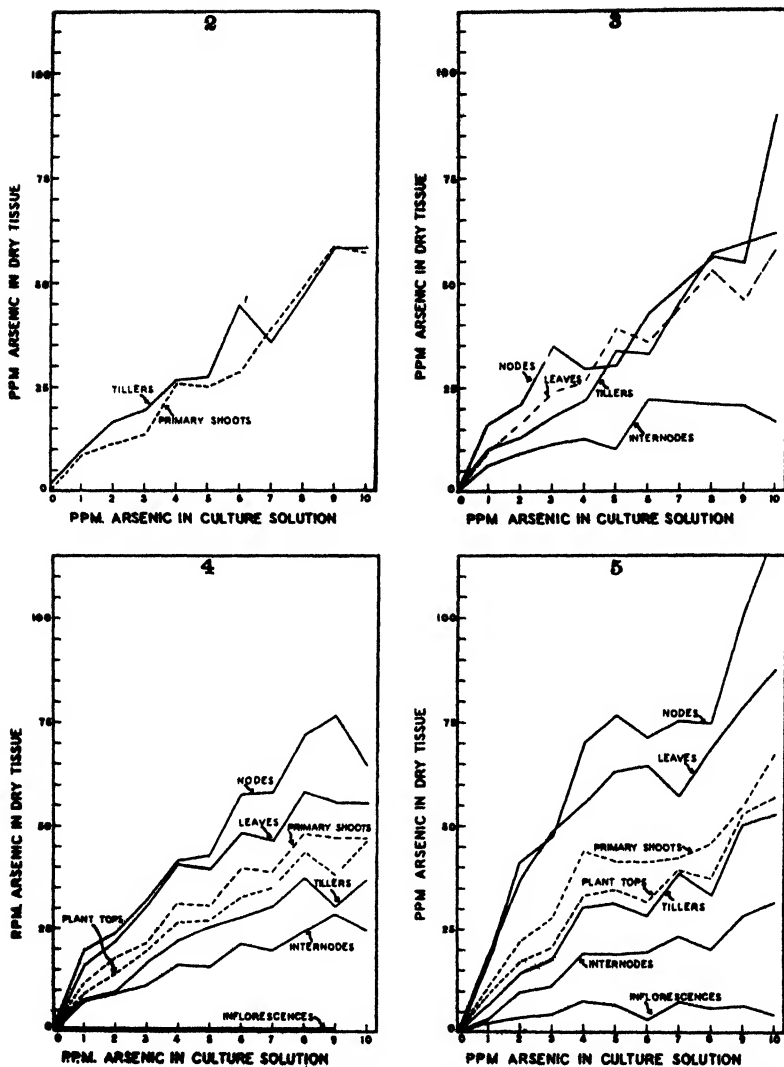 2
100
75
50
25
0
PPM ARSENIC IN DRY TISSUE
TILLERS
PRIMARY SHOOTS
0 1 2 3 4 5 6 7 8 9 10
PPM. ARSENIC IN CULTURE SOLUTION
3
100
75
50
25
0
PPM ARSENIC IN DRY TISSUE
NODES
LEAVES
TILLERS
INTERNODES
0 1 2 3 4 5 6 7 8 9 10
PPM ARSENIC IN CULTURE SOLUTION
4
100
75
50
25
0
RPM. ARSENIC IN DRY TISSUE
NODES
LEAVES
PRIMARY SHOOTS
TILLERS
PLANT TOPS
INTERNODES
INFLORESCENCES
0 1 2 3 4 5 6 7 8 9 10
P.P.M. ARSENIC IN CULTURE SOLUTION
5
100
75
50
25
0
PPM ARSENIC IN DRY TISSUE
NODES
LEAVES
PRIMARY SHOOTS
PLANT TOPS
TILLERS
INTERNODES
INFLORESCENCES
0 1 2 3 4 5 6 7 8 9 10
PPM ARSENIC IN CULTURE SOLUTION